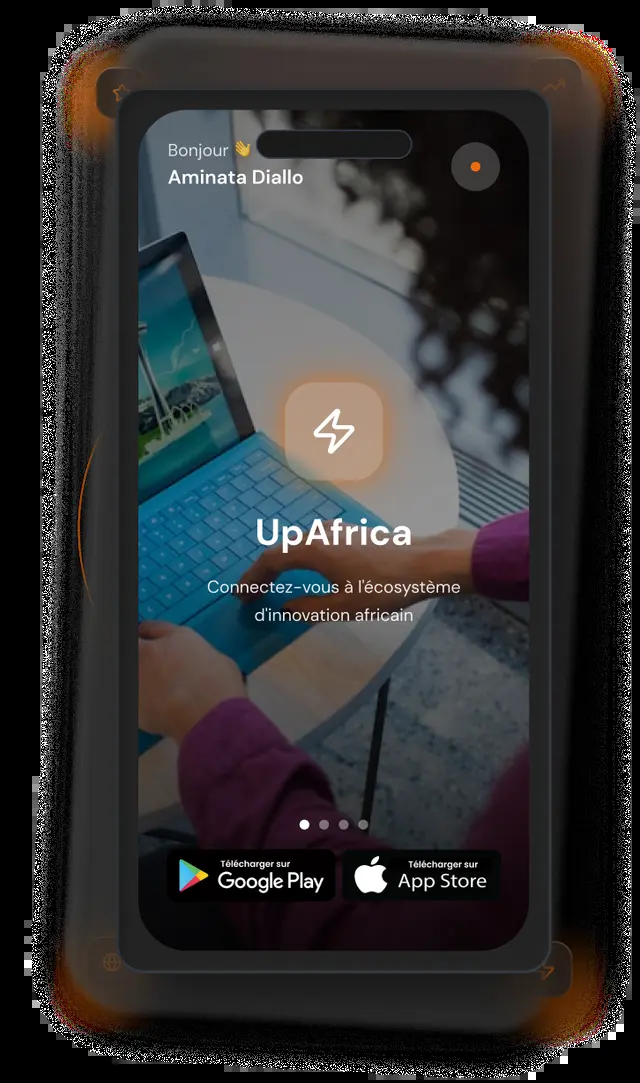 Bonjour 👋
Aminata Diallo
UpAfrica
Connectez-vous à l'écosystème
d'innovation africain
Télécharger sur
Google Play
Télécharger sur
App Store